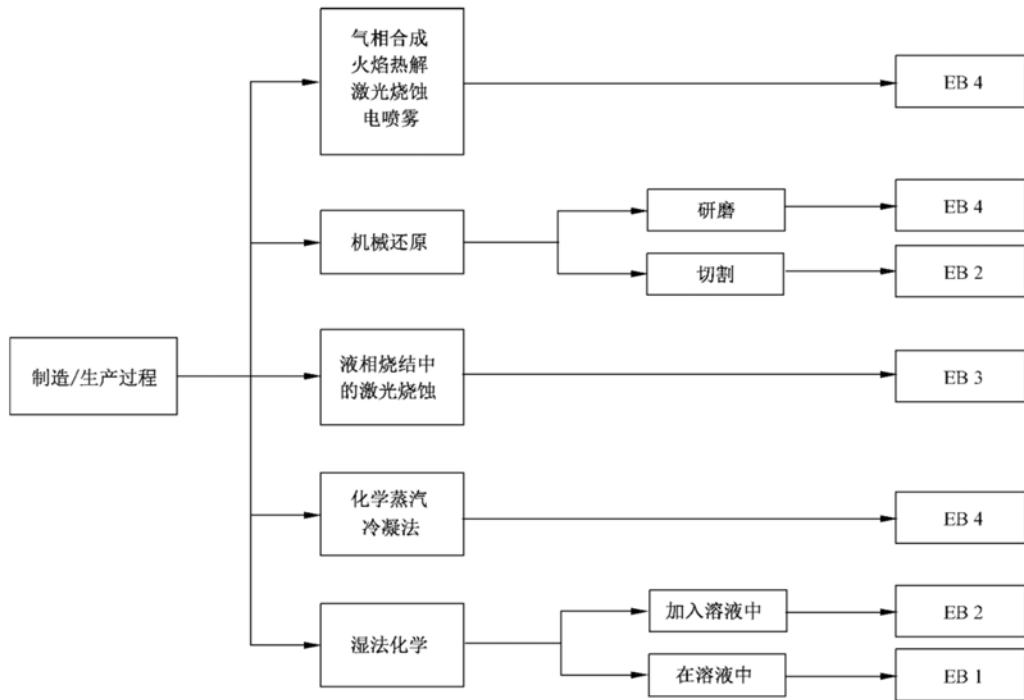 气相合成
火焰热解
激光烧蚀
电喷雾
EB 4
机械还原
研磨
EB 4
切割
EB 2
制造/生产过程
液相烧结中
的激光烧蚀
EB 3
化学蒸汽
冷凝法
EB 4
湿法化学
加入溶液中
EB 2
在溶液中
EB 1